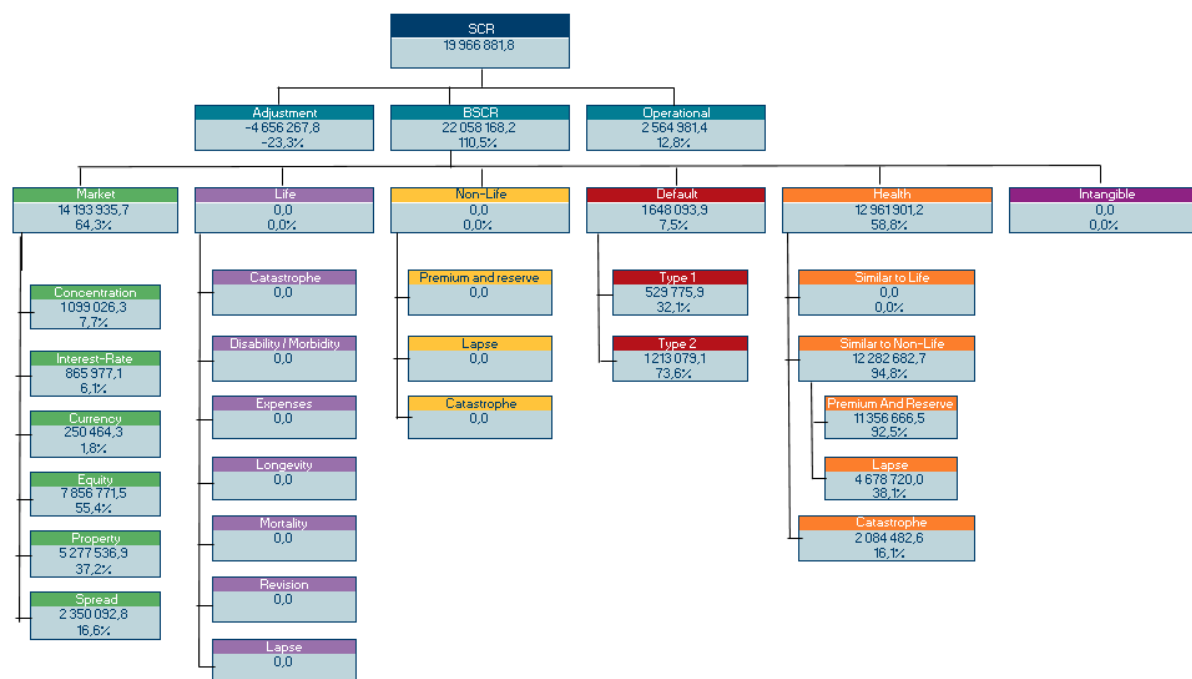 SCR
19 966 881,8
Adjustment
-4 656 267,8
-23,3%
BSCR
22 058 168,2
110,5%
Operational
2 564 981,4
12,8%
Market
14 193 935,7
64,3%
Life
0,0
0,0%
Non-Life
0,0
0,0%
Default
1 648 093,9
7,5%
Health
12 961 901,2
58,8%
Intangible
0,0
0,0%
Concentration
1 099 026,3
7,7%
Interest-Rate
865 977,1
6,1%
Currency
250 464,3
1,8%
Equity
7 856 771,5
55,4%
Property
5 277 536,9
37,2%
Spread
2 350 092,8
16,6%
Catastrophe
0,0
Disability / Morbidity
0,0
Expenses
0,0
Longevity
0,0
Mortality
0,0
Revision
0,0
Lapse
0,0
Premium and reserve
0,0
Lapse
0,0
Catastrophe
0,0
Type 1
529 775,9
32,1%
Type 2
1 213 079,1
73,6%
Similar to Life
0,0
0,0%
Similar to Non-Life
12 282 682,7
94,8%
Premium And Reserve
11 356 666,5
92,5%
Lapse
4 678 720,0
38,1%
Catastrophe
2 084 482,6
16,1%